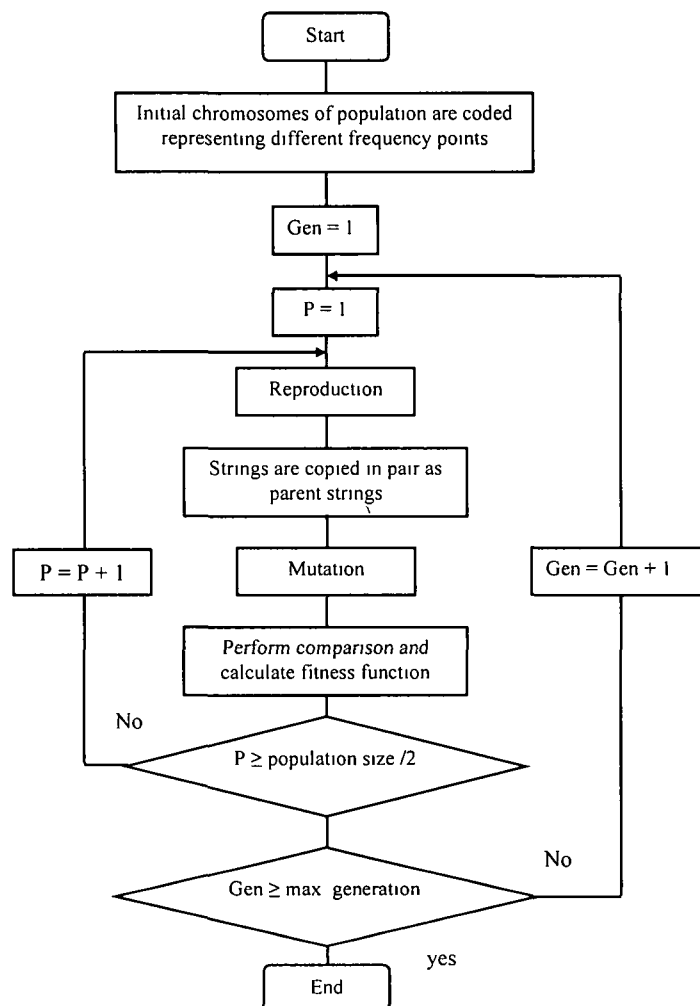 Start
Initial chromosomes of population are coded
representing different frequency points
Gen = 1
P = 1
Reproduction
Strings are copied in pair as
parent strings
P = P + 1
Mutation
Gen = Gen + 1
Perform comparison and
calculate fitness function
No
P ≥ population size /2
No
Gen ≥ max generation
yes
End